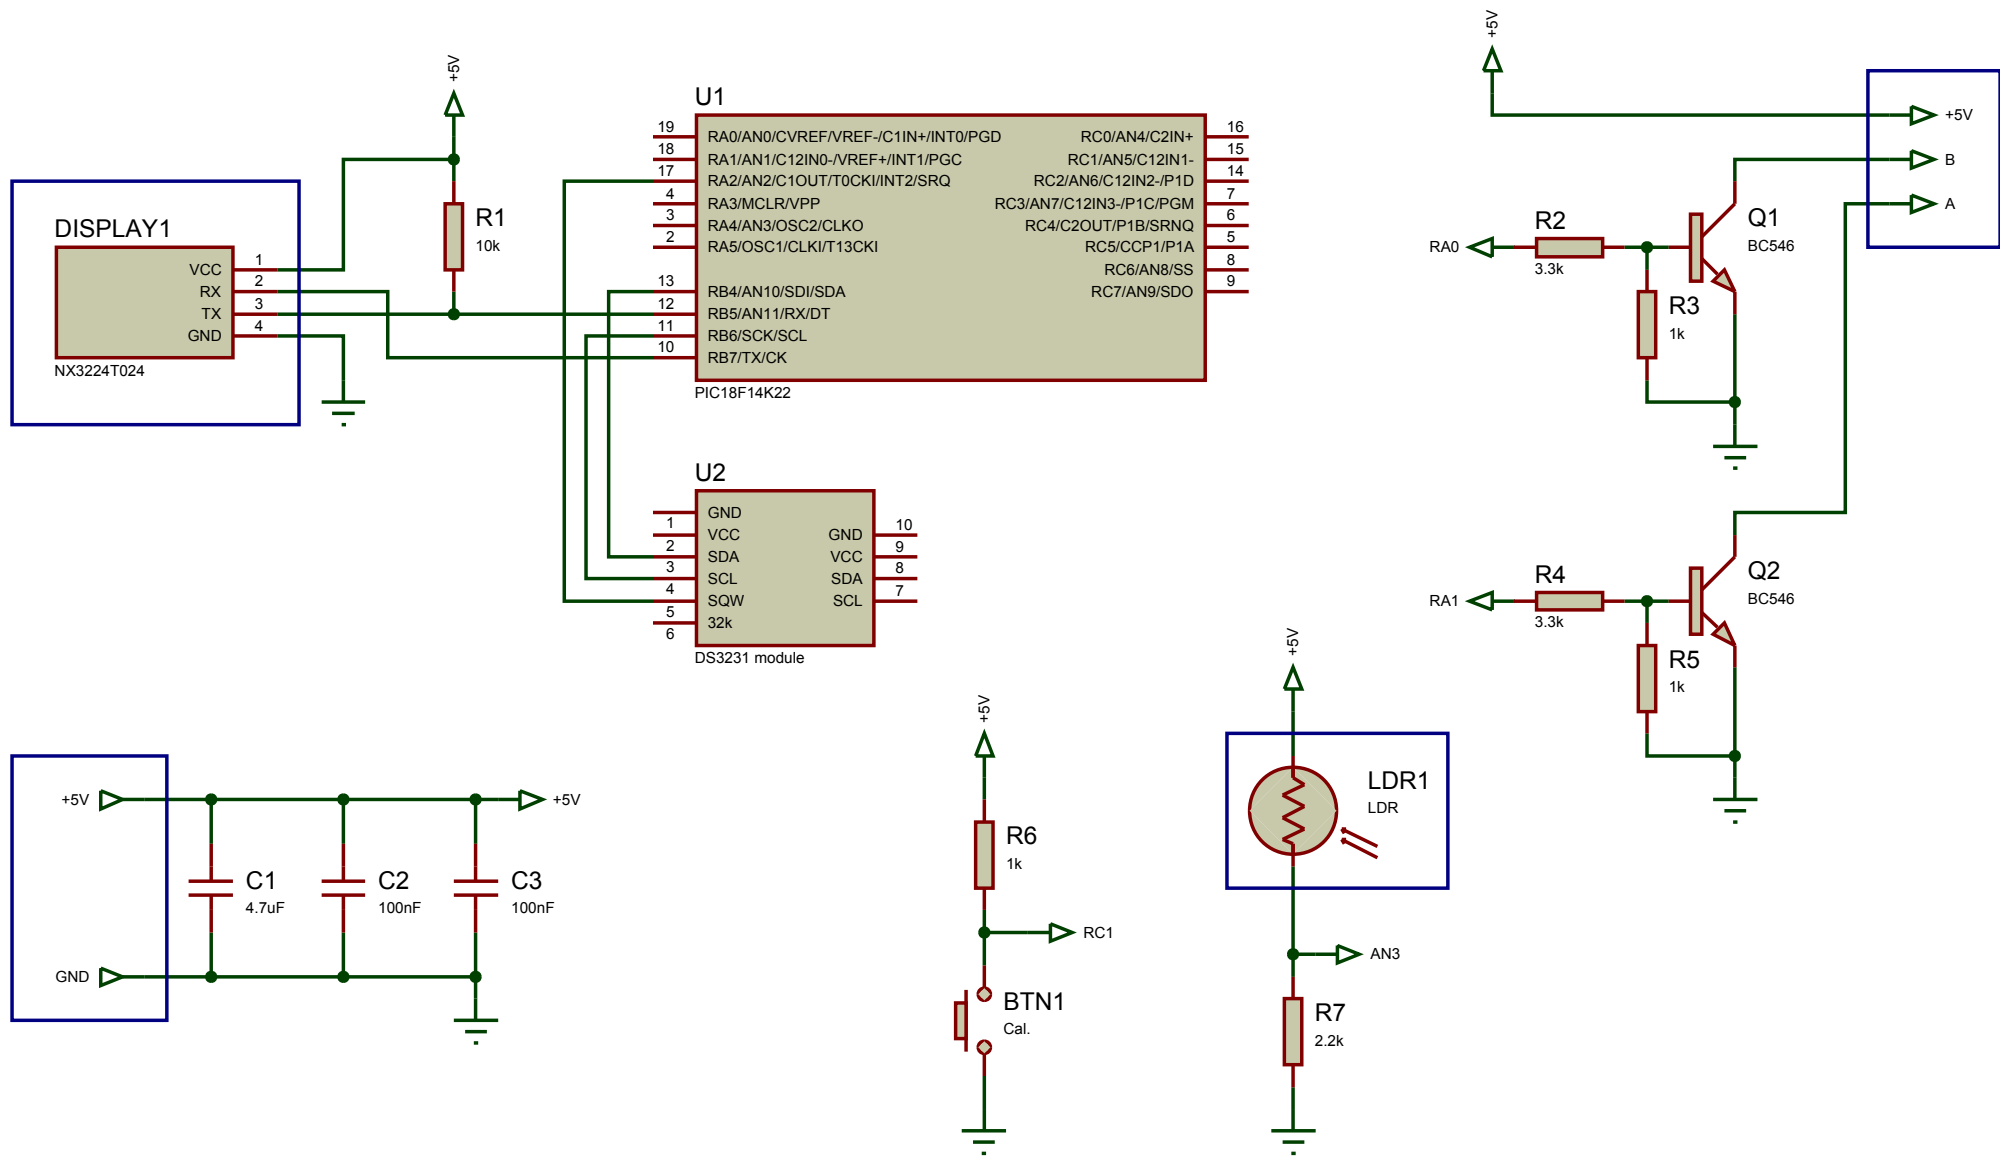 +5V
DISPLAY1
VCC 1
RX 2
TX 3
GND 4
NX3224T024
R1
10k
U1
19 RA0/AN0/CVREF/VREF-/C1IN+/INT0/PGD
18 RA1/AN1/C12IN0-/VREF+/INT1/PGC
17 RA2/AN2/C1OUT/T0CKI/INT2/SRQ
4 RA3/MCLR/VPP
3 RA4/AN3/OSC2/CLKO
2 RA5/OSC1/CLKI/T13CKI
13 RB4/AN10/SDI/SDA
12 RB5/AN11/RX/DT
11 RB6/SCK/SCL
10 RB7/TX/CK
RC0/AN4/C2IN+ 16
RC1/AN5/C12IN1- 15
RC2/AN6/C12IN2-/P1D 14
RC3/AN7/C12IN3-/P1C/PGM 7
RC4/C2OUT/P1B/SRNQ 6
RC5/CCP1/P1A 5
RC6/AN8/SS 8
RC7/AN9/SDO 9
PIC18F14K22
U2
GND
1
VCC
2
SDA
3
SCL
4
SQW
5
32k
6
GND 10
VCC 9
SDA 8
SCL 7
DS3231 module
+5V
+5V
B
A
RA0
R2
3.3k
R3
1k
Q1
BC546
RA1
R4
3.3k
R5
1k
Q2
BC546
+5V
+5V
GND
C1
4.7uF
C2
100nF
C3
100nF
+5V
R6
1k
RC1
BTN1
Cal.
+5V
LDR1
LDR
AN3
R7
2.2k